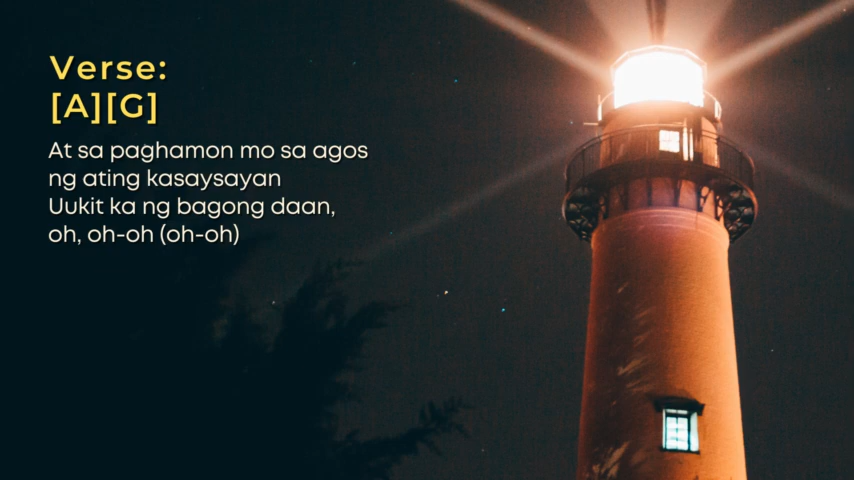 Verse:
[A][G]
At sa paghamon mo sa agos
ng ating kasaysayan
Uukit ka ng bagong daan,
oh, oh-oh (oh-oh)